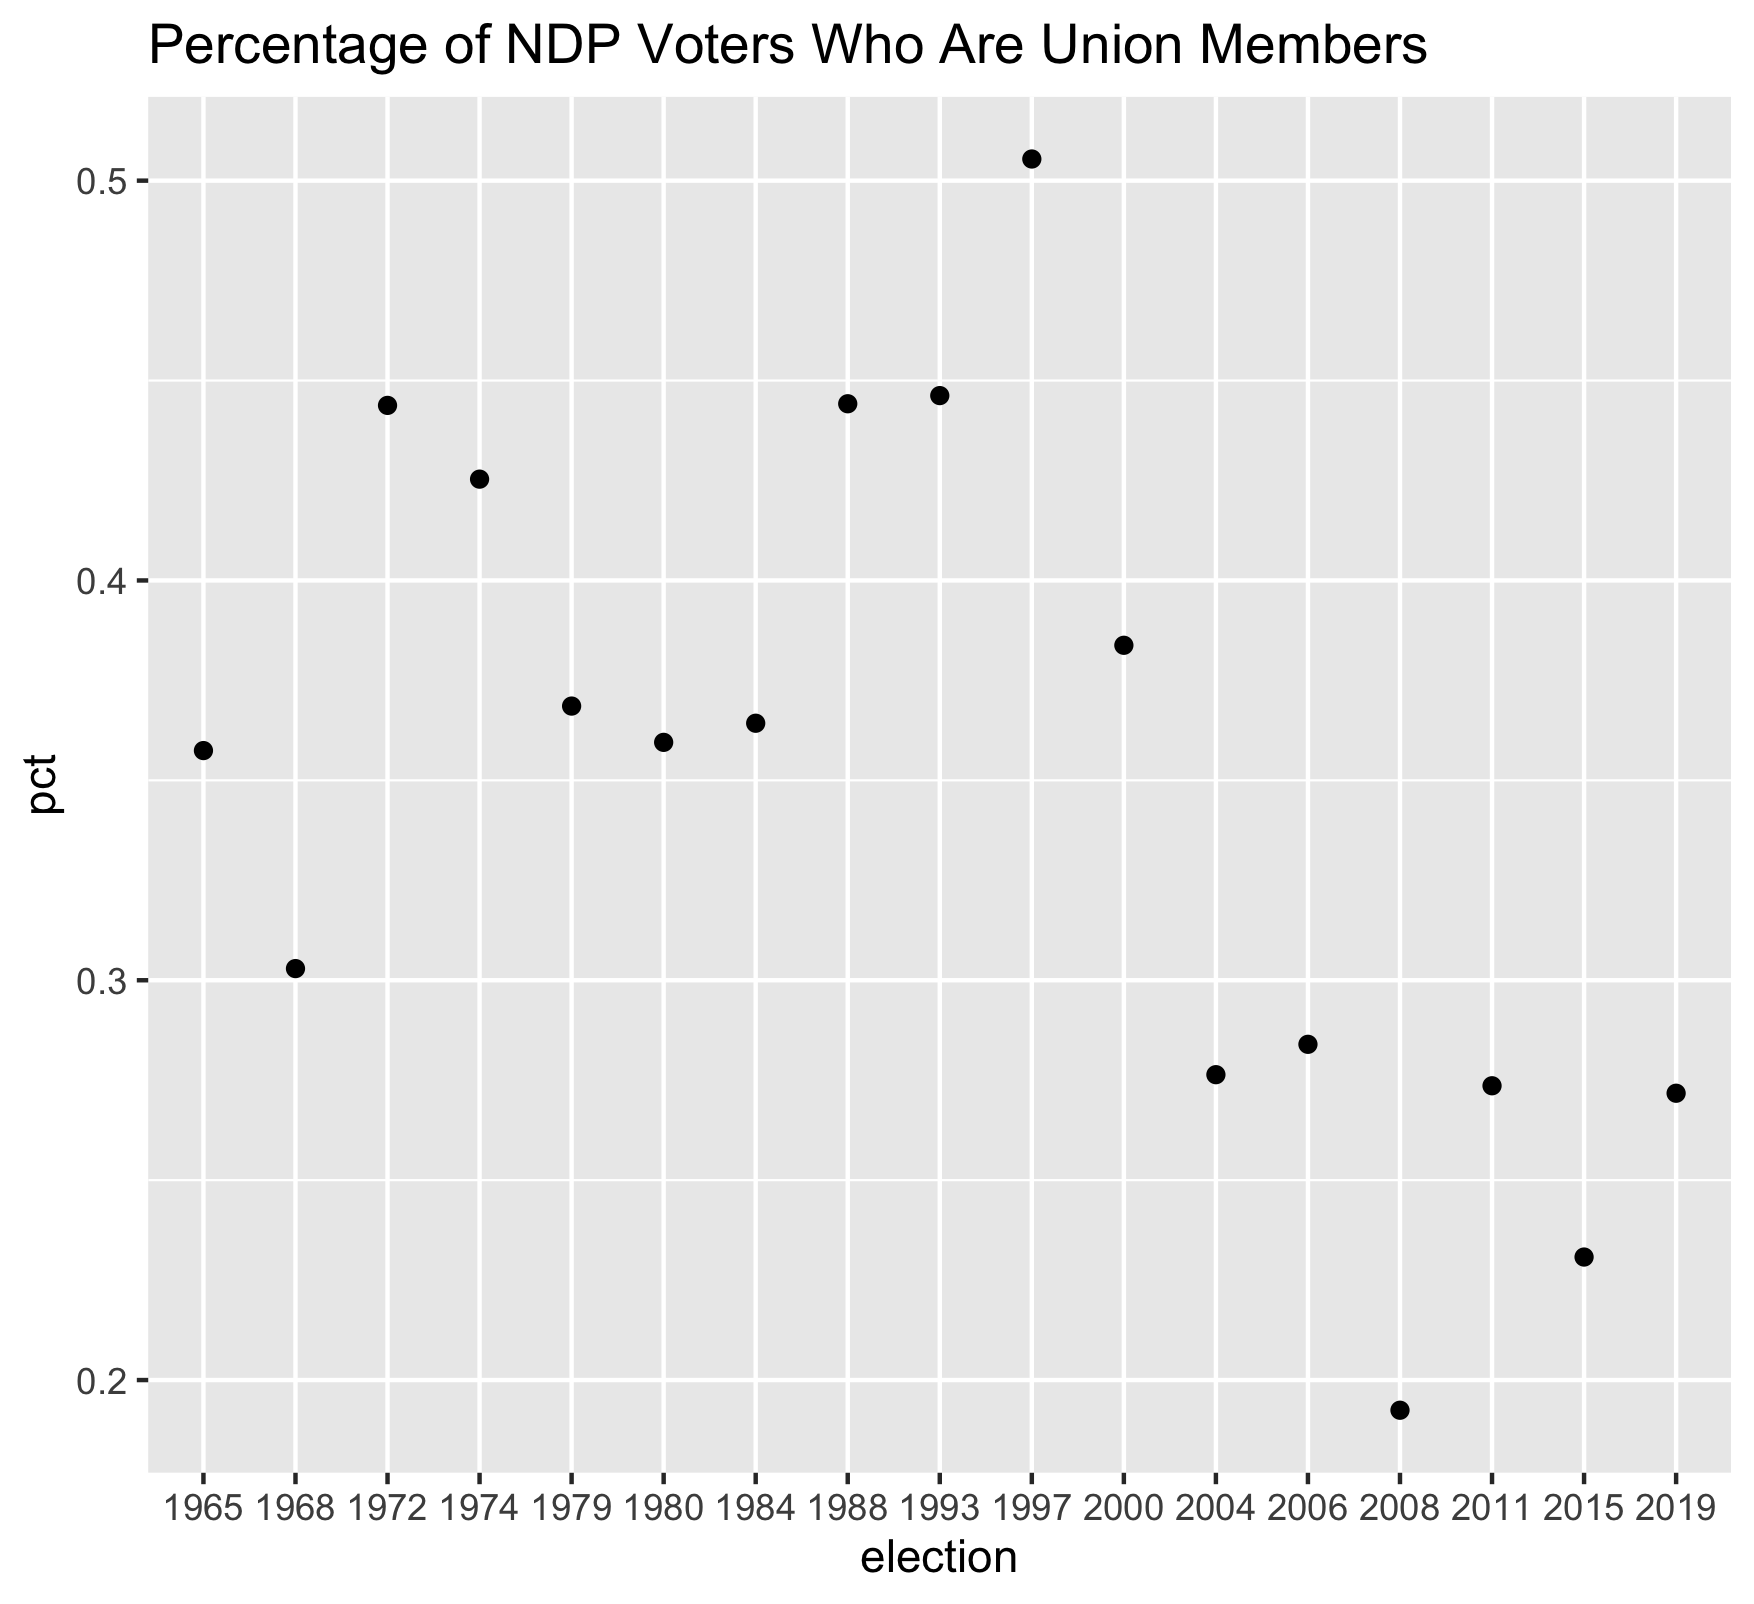 Percentage of NDP Voters Who Are Union Members
0.5
0.4
0.3
0.2
pct
1965 1968 1972 1974 1979 1980 1984 1988 1993 1997 2000 2004 2006 2008 2011 2015 2019
election